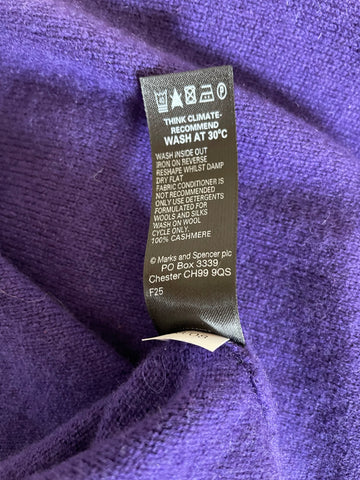 THINK CLIMATE-
RECOMMEND
WASH AT 30°C
WASH INSIDE OUT
IRON ON REVERSE
RESHAPE WHILST DAMP
DRY FLAT
FABRIC CONDITIONER IS
NOT RECOMMENDED
ONLY USE DETERGENTS
FORMULATED FOR
WOOLS AND SILKS
WASH ON WOOL
CYCLE ONLY.
100% CASHMERE
© Marks and Spencer plc
PO Box 3339
Chester CH99 9QS
F25